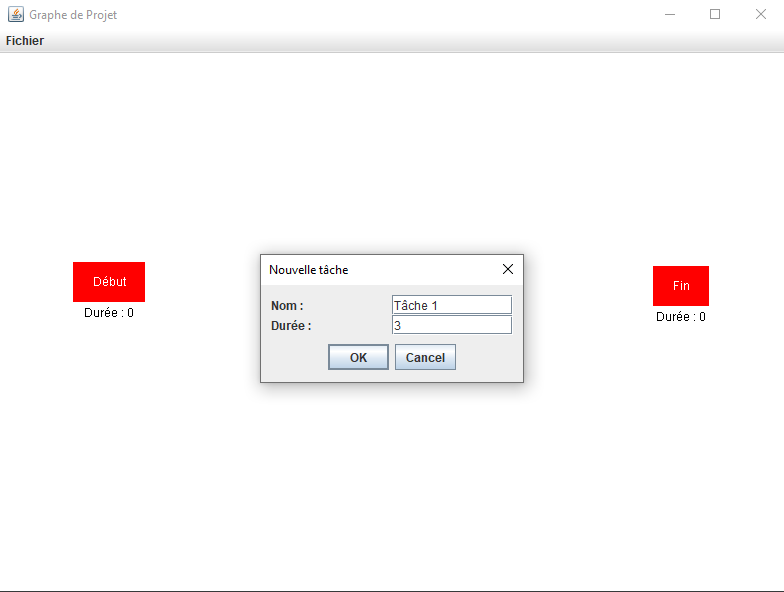 Graphe de Projet
Fichier
Début
Durée : 0
Nouvelle tâche
Nom : Tâche 1
Durée : 3
OK Cancel
Fin
Durée : 0